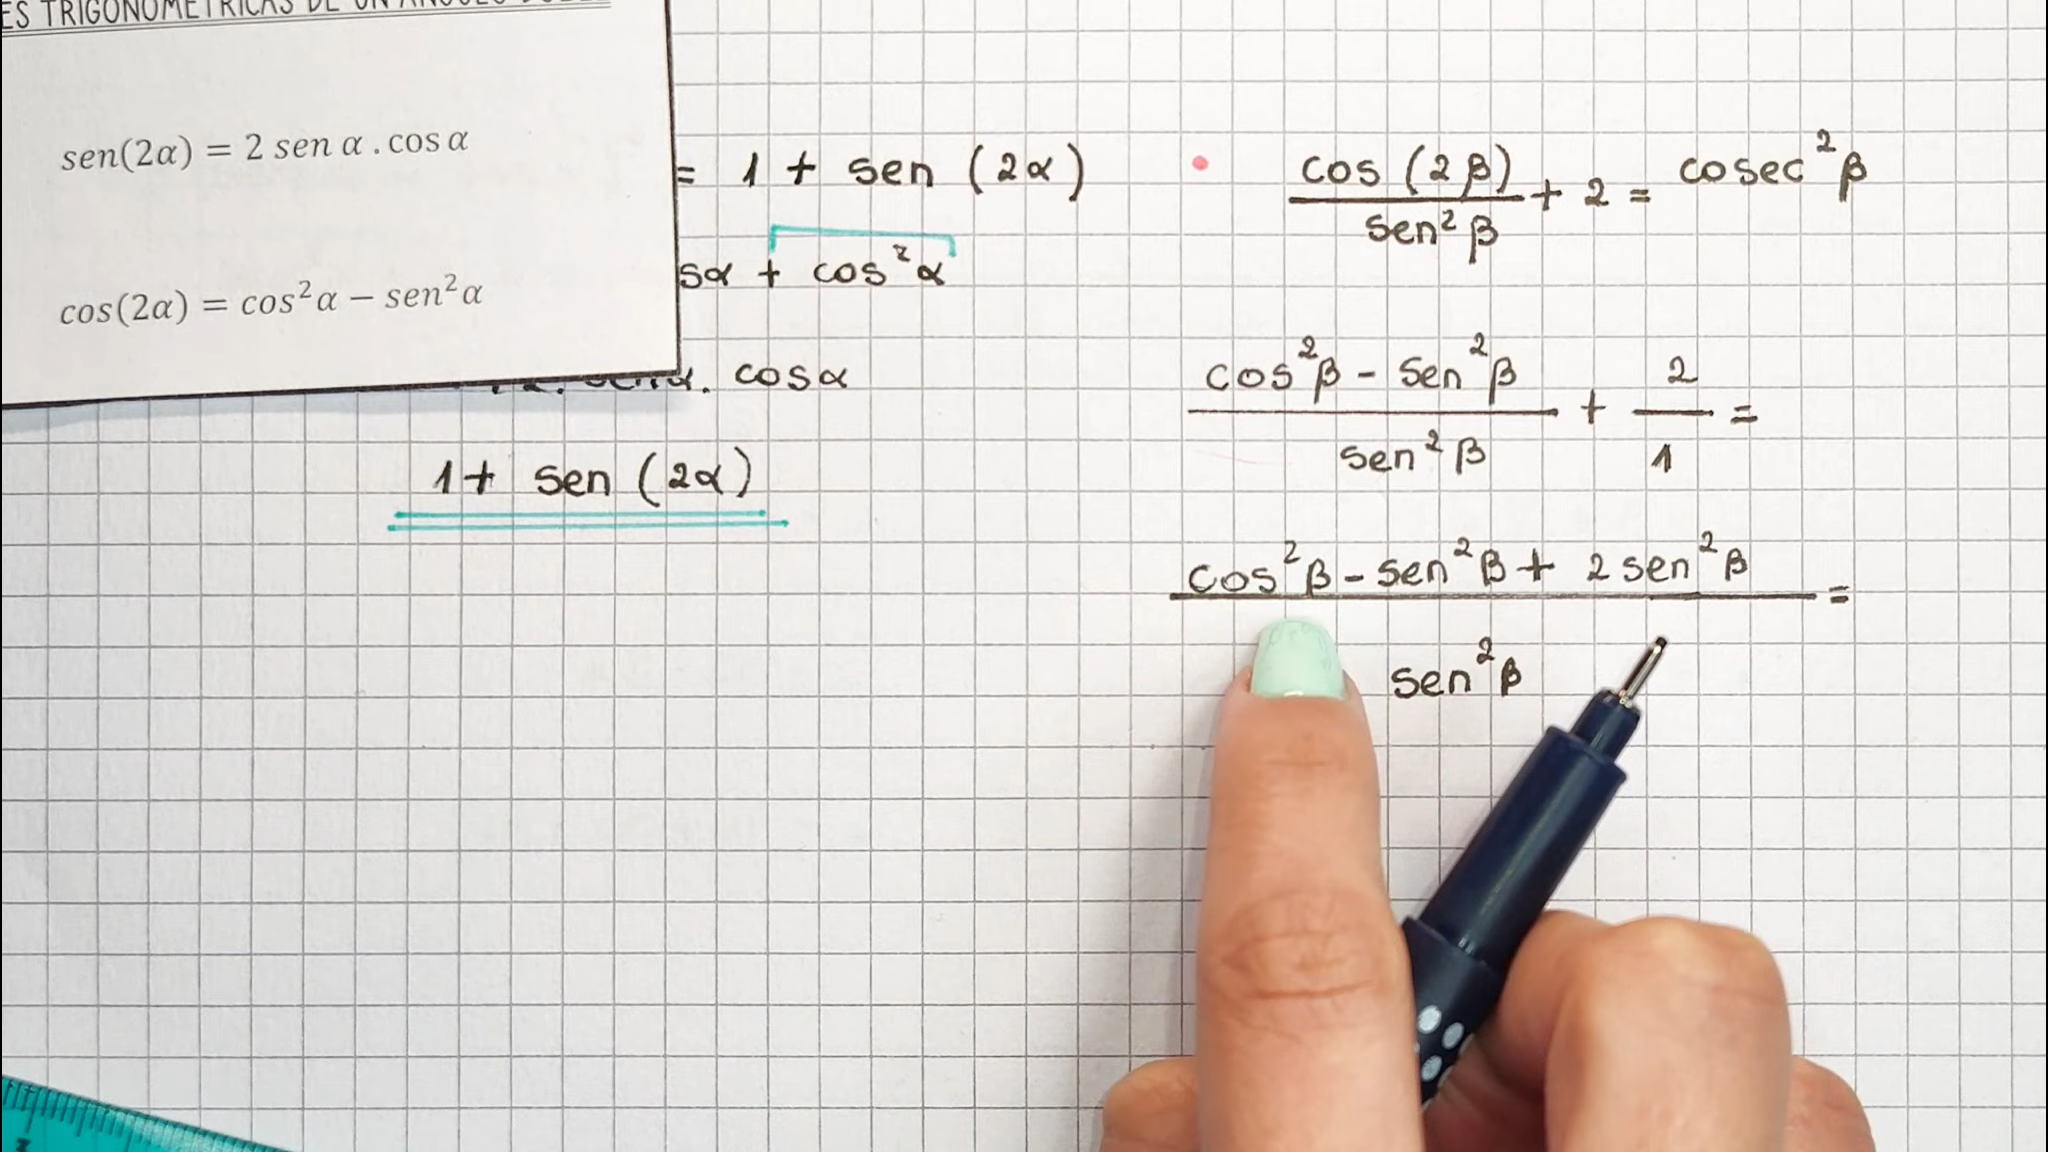 ES TRIGONOMÉTRICAS DE UN ÁNGULO DOBLE
sen(2α) = 2 sen α . cos α
cos(2α) = cos²α − sen²α
= 1 + sen (2α)
sα + cos²α
. cosα
1 + sen (2α)
cos (2β)
sen²β
+ 2 = cosec²β
cos²β - sen²β
sen²β
+ 2
1
=
cos²β - sen²β + 2 sen²β
sen²β
=